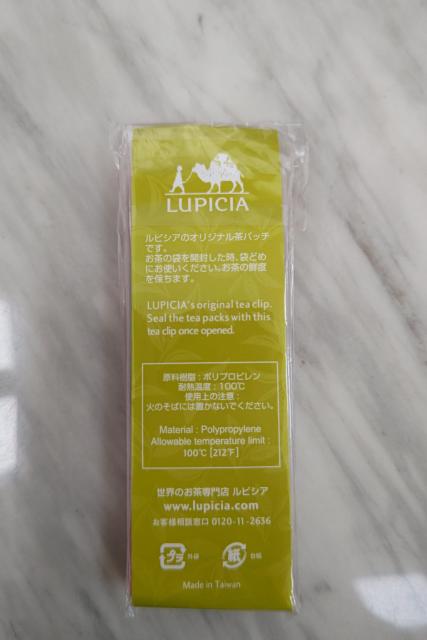 LUPICIA
ルピシアのオリジナル茶パッチ
です。
お茶の袋を開封した時、袋どめ
にお使いください。お茶の鮮度
を保ちます。
LUPICIA's original tea clip.
Seal the tea packs with this
tea clip once opened.
原料樹脂：ポリプロピレン
耐熱温度：100℃
使用上の注意：
火のそばには置かないでください。
Material : Polypropylene
Allowable temperature limit :
100℃ [212℉]
世界のお茶専門店 ルピシア
www.lupicia.com
お客様相談窓口 0120-11-2636
プラ 外袋 紙 台紙
Made in Taiwan